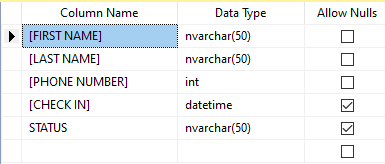 Column Name Data Type Allow Nulls
[FIRST NAME] nvarchar(50)
[LAST NAME] nvarchar(50)
[PHONE NUMBER] int
[CHECK IN] datetime
STATUS nvarchar(50)